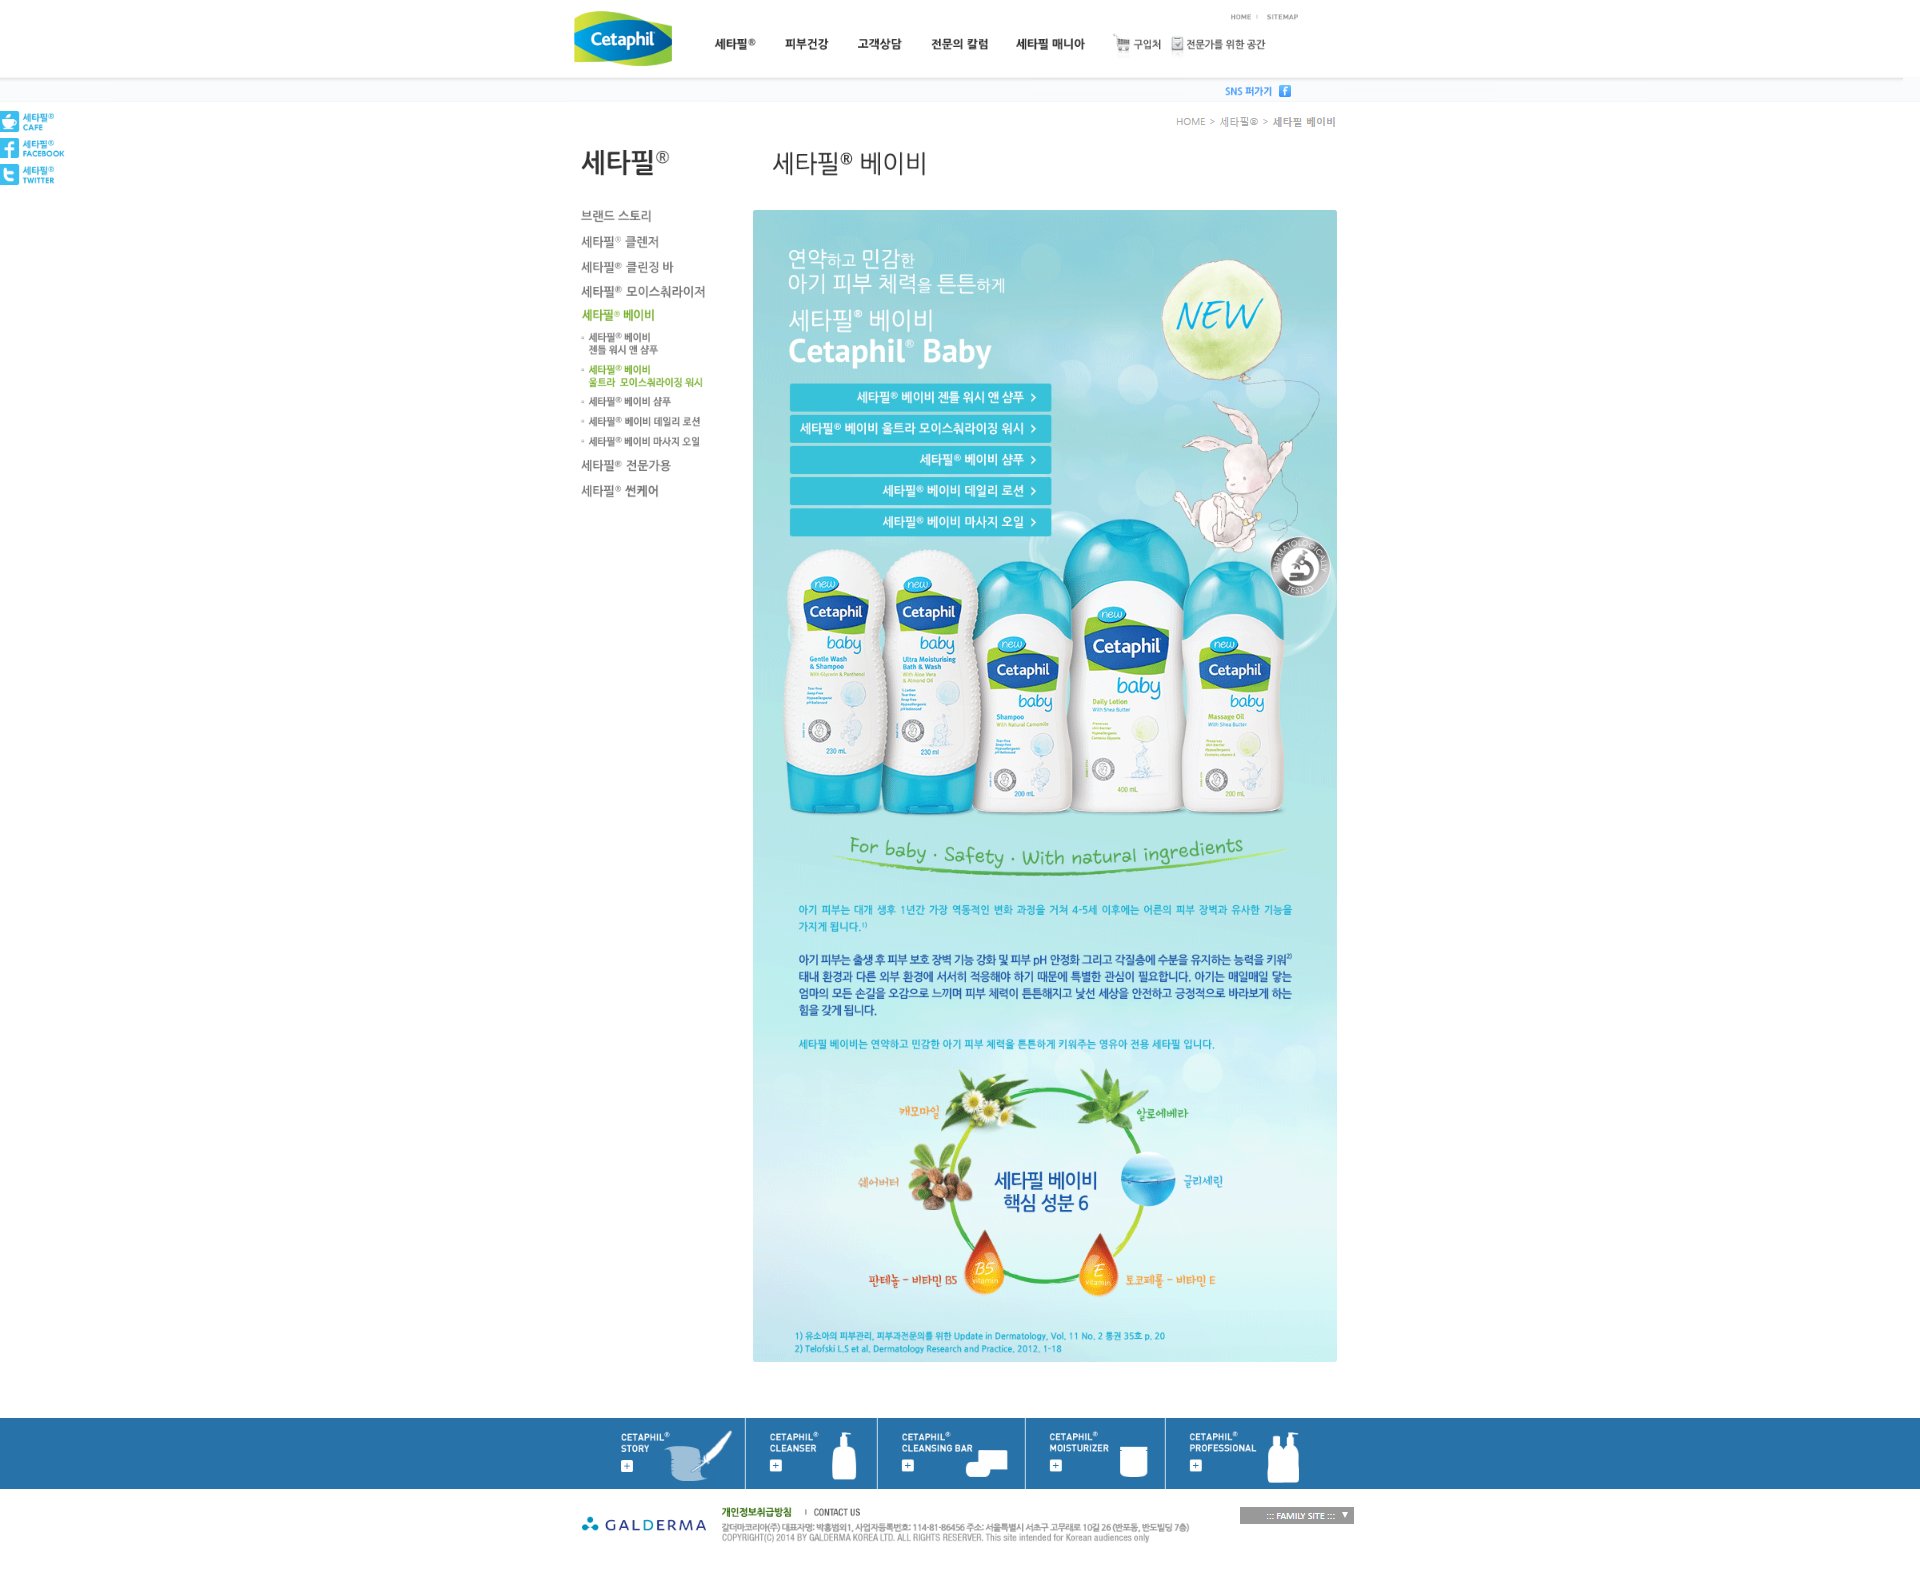 HOME
SITEMAP
Cetaphil
세타필®
피부건강
고객상담
전문의 칼럼
세타필 매니아
구입처
전문가를 위한 공간
SNS 퍼가기
세타필®
CAFE
세타필®
FACEBOOK
세타필®
TWITTER
HOME > 세타필® > 세타필 베이비
세타필®
세타필® 베이비
브랜드 스토리
세타필® 클렌저
세타필® 클린징 바
세타필® 모이스춰라이저
세타필® 베이비
세타필® 베이비
젠틀 워시 앤 샴푸
세타필® 베이비
울트라 모이스춰라이징 워시
세타필® 베이비 샴푸
세타필® 베이비 데일리 로션
세타필® 베이비 마사지 오일
세타필® 전문가용
세타필® 썬케어
연약하고 민감한
아기 피부 체력을 튼튼하게
세타필® 베이비
Cetaphil® Baby
NEW
세타필® 베이비 젠틀 워시 앤 샴푸 >
세타필® 베이비 울트라 모이스춰라이징 워시 >
세타필® 베이비 샴푸 >
세타필® 베이비 데일리 로션 >
세타필® 베이비 마사지 오일 >
DERMATOLOGICALLY
TESTED
new
Cetaphil
baby
Gentle Wash
& Shampoo
With Glycerin & Panthenol
230 mL
new
Cetaphil
baby
Ultra Moisturising
Bath & Wash
With Aloe Vera
& Almond Oil
230 ml
new
Cetaphil
baby
Shampoo
With Natural Camomile
200 mL
new
Cetaphil
baby
Daily Lotion
With Shea Butter
400 mL
new
Cetaphil
baby
Massage Oil
With Shea Butter
200 mL
For baby · Safety · With natural ingredients
아기 피부는 대개 생후 1년간 가장 역동적인 변화 과정을 거쳐 4-5세 이후에는 어른의 피부 장벽과 유사한 기능을
가지게 됩니다.1)
아기 피부는 출생 후 피부 보호 장벽 기능 강화 및 피부 pH 안정화 그리고 각질층에 수분을 유지하는 능력을 키워2)
태내 환경과 다른 외부 환경에 서서히 적응해야 하기 때문에 특별한 관심이 필요합니다. 아기는 매일매일 닿는
엄마의 모든 손길을 오감으로 느끼며 피부 체력이 튼튼해지고 낯선 세상을 안전하고 긍정적으로 바라보게 하는
힘을 갖게 됩니다.
세타필 베이비는 연약하고 민감한 아기 피부 체력을 튼튼하게 키워주는 영유아 전용 세타필 입니다.
캐모마일
알로에베라
쉐어버터
세타필 베이비
핵심 성분 6
글리세린
판테놀 - 비타민 B5
B5
vitamin
E
vitamin
토코페롤 - 비타민 E
1) 유소아의 피부관리, 피부과전문의를 위한 Update in Dermatology, Vol. 11 No. 2 통권 35호 p. 20
2) Telofski L.S et al. Dermatology Research and Practice, 2012, 1-18
CETAPHIL®
STORY
CETAPHIL®
CLEANSER
CETAPHIL®
CLEANSING BAR
CETAPHIL®
MOISTURIZER
CETAPHIL®
PROFESSIONAL
GALDERMA
개인정보취급방침
CONTACT US
갈더마코리아(주) 대표자명: 박흥범외1, 사업자등록번호: 114-81-86456 주소: 서울특별시 서초구 고무래로 10길 26 (반포동, 반도빌딩 7층)
COPYRIGHT(C) 2014 BY GALDERMA KOREA LTD. ALL RIGHTS RESERVER. This site intended for Korean audiences only
::: FAMILY SITE ::: ▼